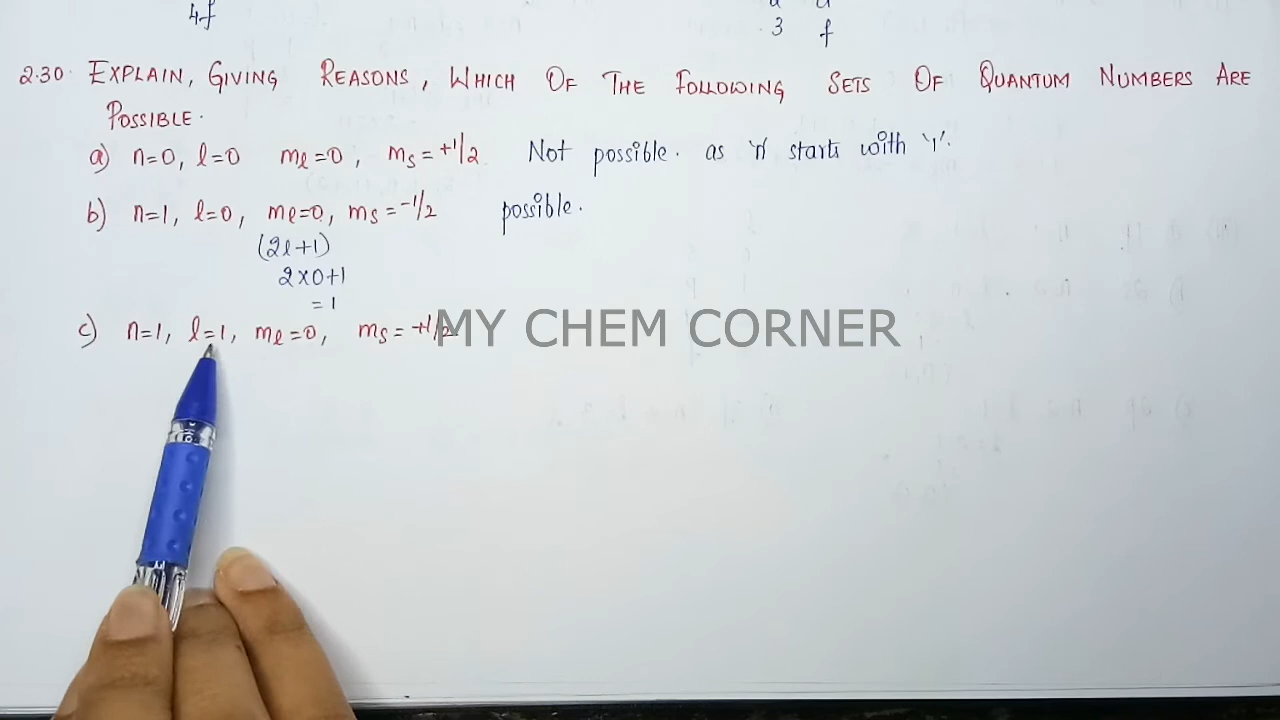 4f
3 f
2.30. EXPLAIN, GIVING REASONS, WHICH OF THE FOLLOWING SETS OF QUANTUM NUMBERS ARE
POSSIBLE.
a) n=0, l=0 ml=0, ms=+1/2 Not possible. as 'n' starts with '1'.
b) n=1, l=0, ml=0, ms=-1/2 possible.
(2l+1)
2×0+1
=1
c) n=1, l=1, ml=0, ms=+1/2
MY CHEM CORNER